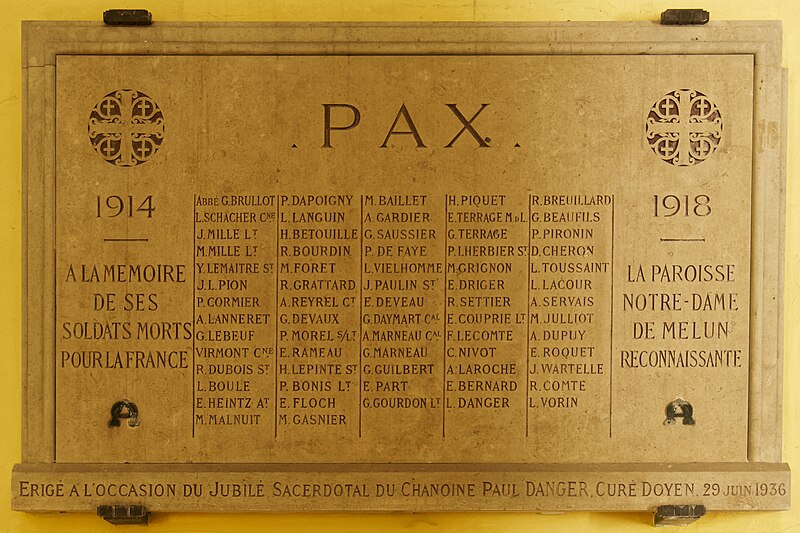 . PAX .
1914
A LA MEMOIRE
DE SES
SOLDATS MORTS
POUR LA FRANCE
ABBÉ G.BRULLOT
L.SCHÄCHER CNE
J.MILLE LT
M.MILLE LT
Y.LEMAITRE ST
J.L.PION
P.CORMIER
A.LANNERET
G.LEBEUF
VIRMONT CNE
R.DUBOIS ST
L.BOULE
E.HEINTZ AT
M.MALNUIT
P.DAPOIGNY
L.LANGUIN
H.BETOUILLE
R.BOURDIN
M.FORET
R.GRATTARD
A.REYREL CT
G.DEVAUX
P.MOREL S/LT
E.RAMEAU
H.LEPINTE ST
P.BONIS LT
E.FLOCH
M.GASNIER
M.BAILLET
A.GARDIER
G.SAUSSIER
P.DE FAYE
L.VIELHOMME
J.PAULIN ST
E.DEVEAU
G.DAYMART CAL
A.MARNEAU CAL
G.MARNEAU
G.GUILBERT
E.PART
G.GOURDON LT
H.PIQUET
E.TERRAGE M.D.L.
G.TERRAGE
P.LHERBIER ST
M.GRIGNON
E.DRIGER
R.SETTIER
E.COUPRIE LT
F.LECOMTE
C.NIVOT
A.LAROCHE
E.BERNARD
L.DANGER
R.BREUILLARD
G.BEAUFILS
P.PIRONIN
D.CHERON
L.TOUSSAINT
L.LACOUR
A.SERVAIS
M.JULLIOT
A.DUPUY
E.ROQUET
J.WARTELLE
R.COMTE
L.VORIN
1918
LA PAROISSE
NOTRE-DAME
DE MELUN
RECONNAISSANTE
ERIGÉ A L'OCCASION DU JUBILÉ SACERDOTAL DU CHANOINE PAUL DANGER, CURÉ DOYEN. 29 JUIN 1936